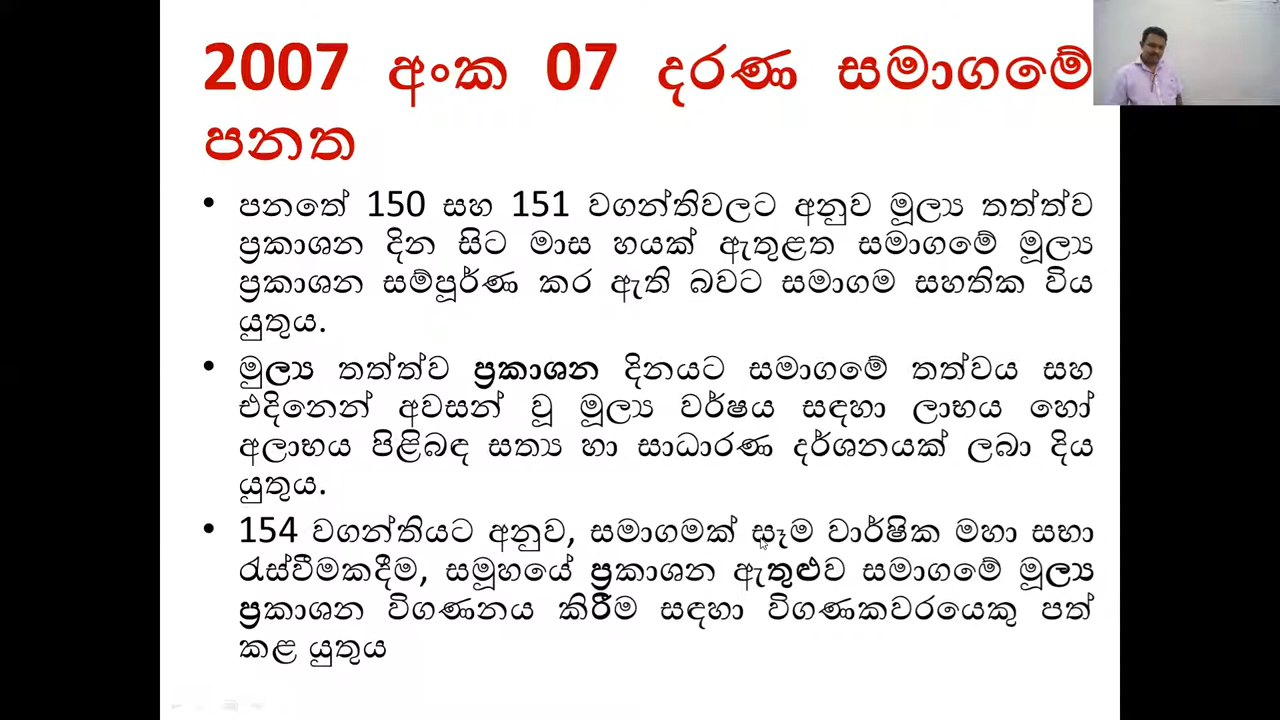 2007 අංක 07 දරණ සමාගමේ
පනත
• පනතේ 150 සහ 151 වගන්තිවලට අනුව මූල්‍ය තත්ත්ව
ප්‍රකාශන දින සිට මාස හයක් ඇතුළත සමාගමේ මූල්‍ය
ප්‍රකාශන සම්පූර්ණ කර ඇති බවට සමාගම සහතික විය
යුතුය.
• මුල්‍ය තත්ත්ව ප්‍රකාශන දිනයට සමාගමේ තත්වය සහ
එදිනෙන් අවසන් වූ මූල්‍ය වර්ෂය සඳහා ලාභය හෝ
අලාභය පිළිබඳ සත්‍ය හා සාධාරණ දර්ශනයක් ලබා දිය
යුතුය.
• 154 වගන්තියට අනුව, සමාගමක් සෑම වාර්ෂික මහා සභා
රැස්වීමකදීම, සමූහයේ ප්‍රකාශන ඇතුළුව සමාගමේ මූල්‍ය
ප්‍රකාශන විගණනය කිරීම සඳහා විගණකවරයෙකු පත්
කළ යුතුය